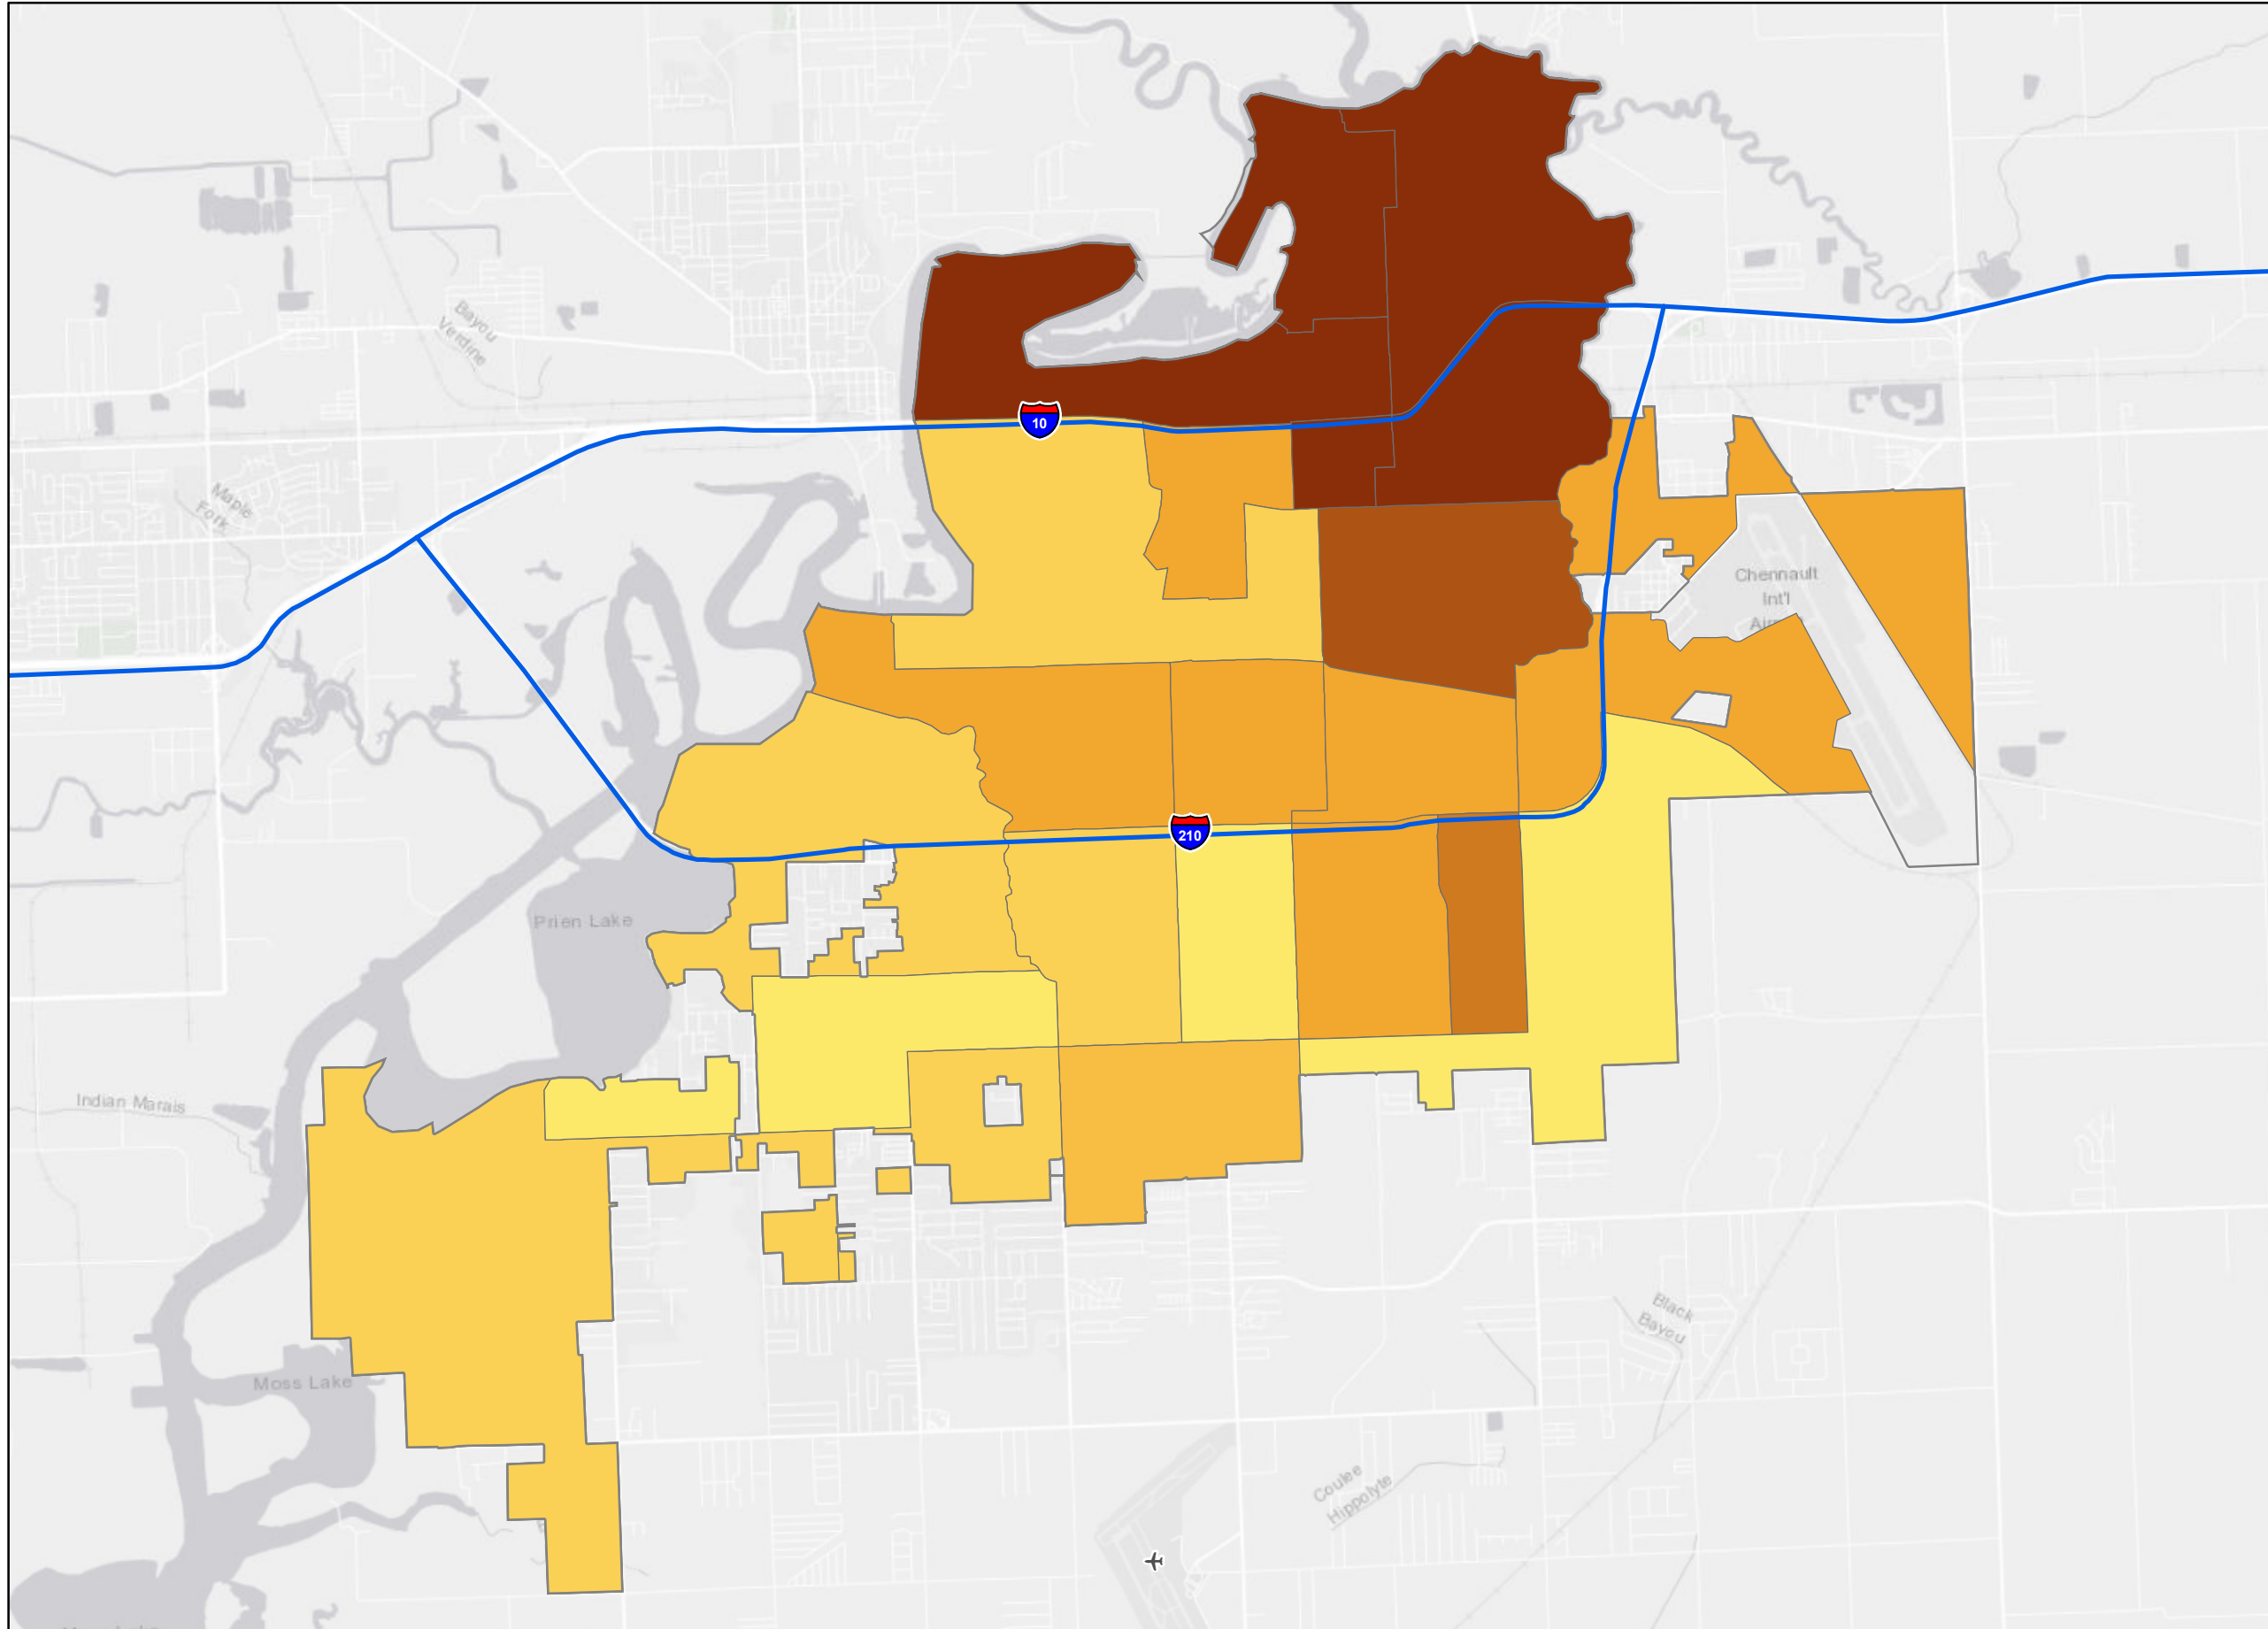 Bayou
Verdine
10
Maple
Fork
Chennault
Int'l
210
Prien Lake
Indian Marais
Black
Bayou
Moss Lake
Coulee
Hippolyte